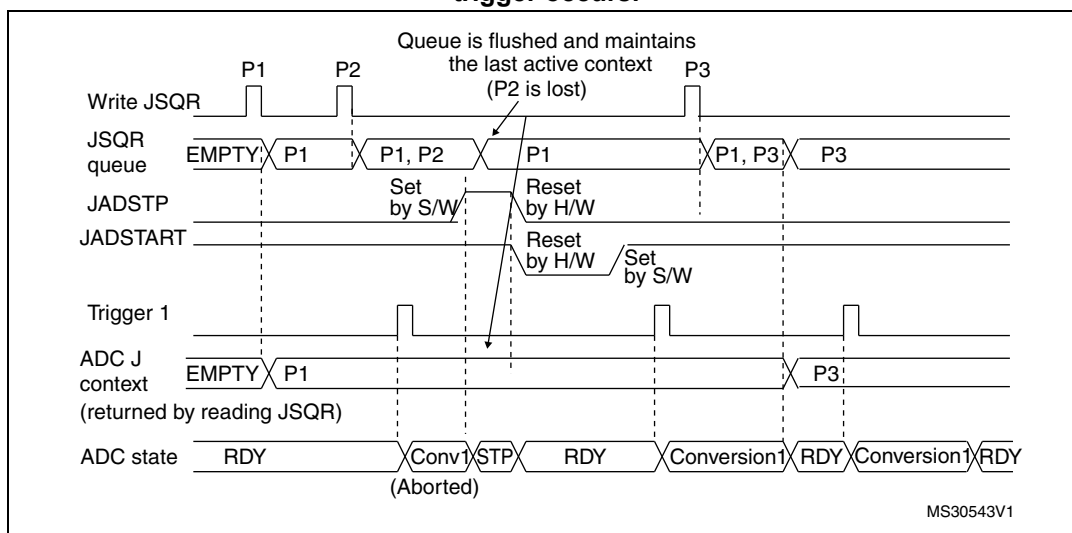 trigger occurs.
Queue is flushed and maintains
the last active context
(P2 is lost)
P1 P2 P3
Write JSQR
JSQR
queue
EMPTY P1 P1, P2 P1 P1, P3 P3
Set
by S/W
Reset
by H/W
JADSTP
JADSTART
Reset
by H/W
Set
by S/W
Trigger 1
ADC J
context
EMPTY P1 P3
(returned by reading JSQR)
ADC state RDY Conv1 STP RDY Conversion1 RDY Conversion1 RDY
(Aborted)
MS30543V1